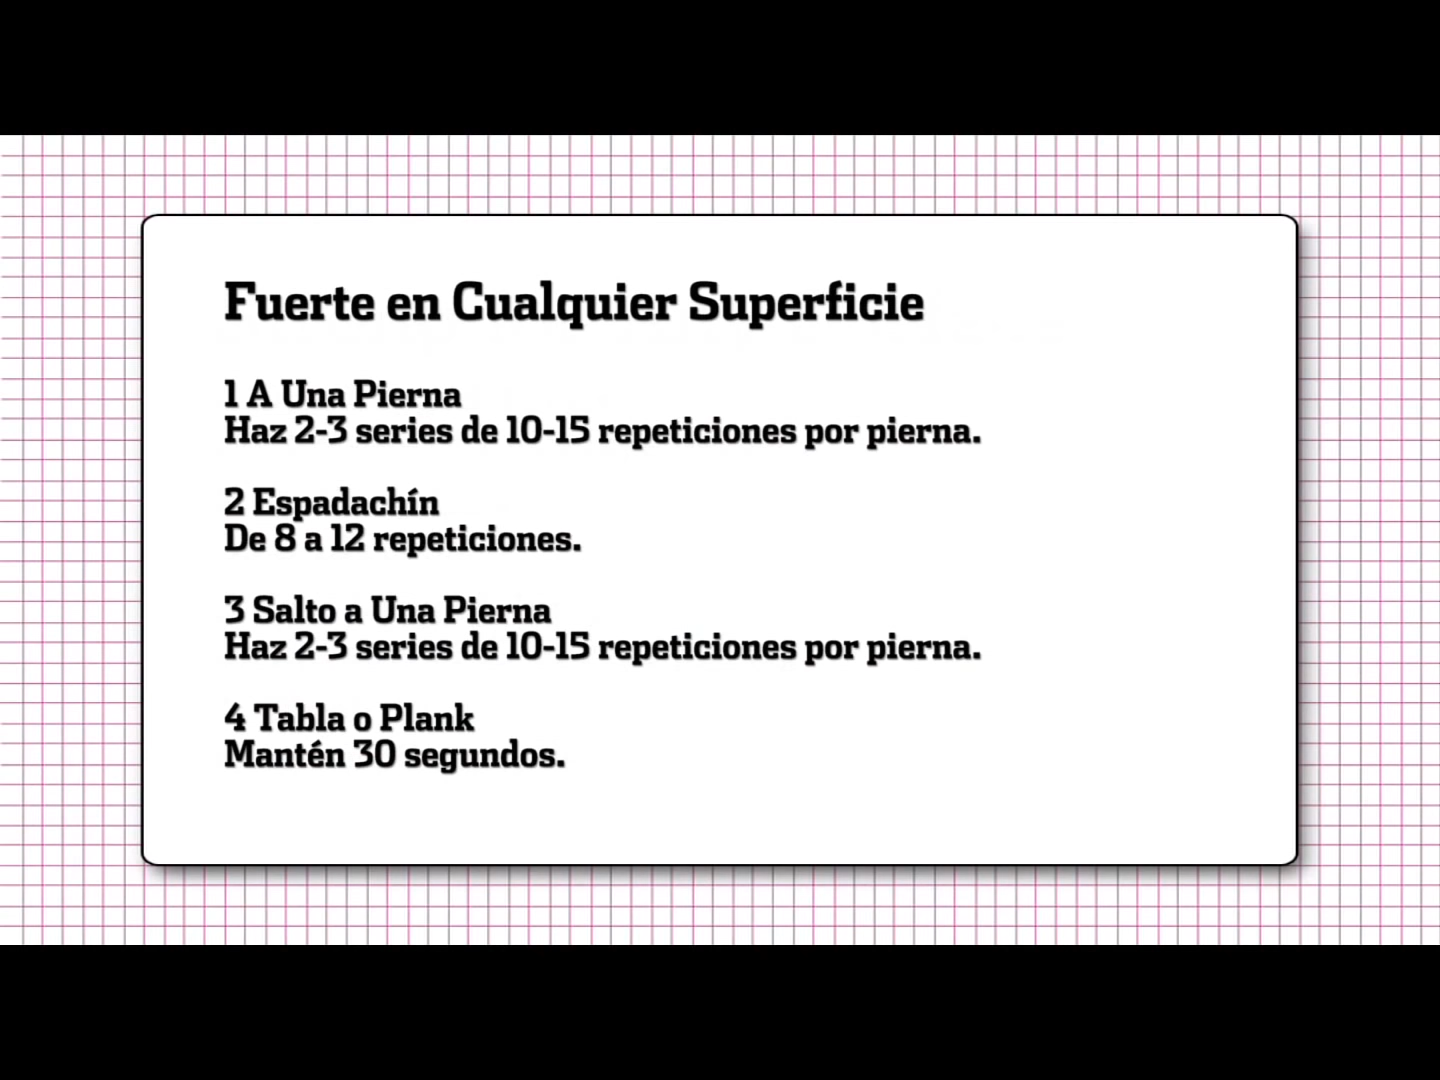 Fuerte en Cualquier Superficie
1 A Una Pierna
Haz 2-3 series de 10-15 repeticiones por pierna.
2 Espadachín
De 8 a 12 repeticiones.
3 Salto a Una Pierna
Haz 2-3 series de 10-15 repeticiones por pierna.
4 Tabla o Plank
Mantén 30 segundos.